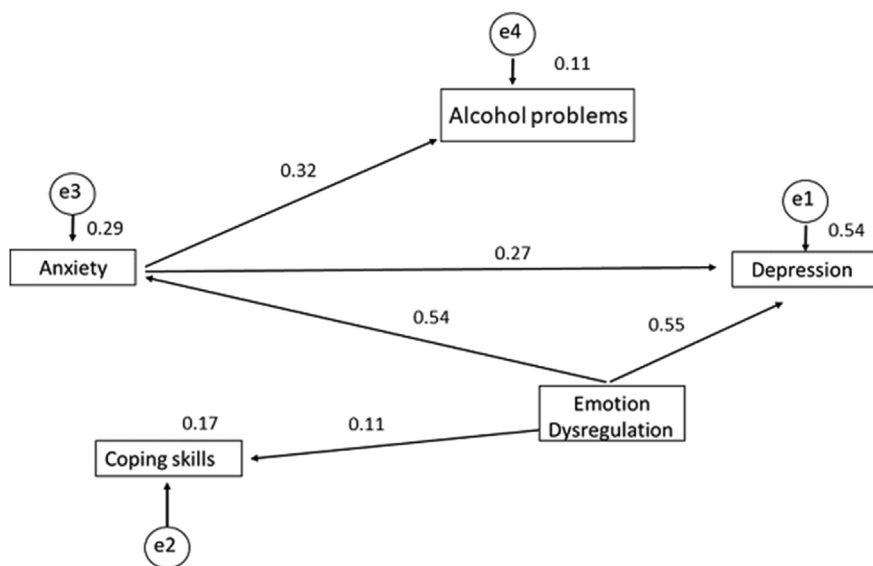 e4
0.11
Alcohol problems
0.32
e3
0.29
Anxiety
e1
0.54
Depression
0.27
0.54
0.55
Emotion
Dysregulation
0.17
0.11
Coping skills
e2